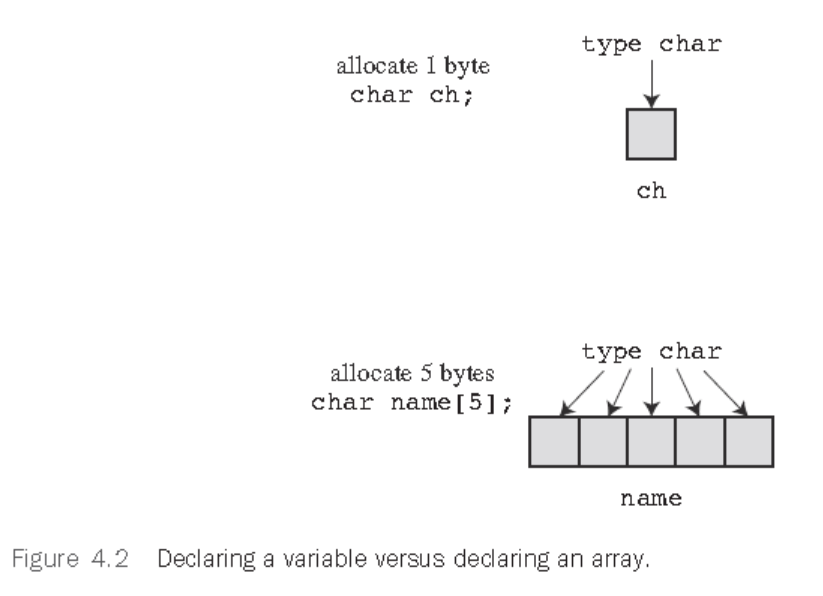 type char
allocate 1 byte
char ch;
ch
type char
allocate 5 bytes
char name[5];
name
Figure 4.2 Declaring a variable versus declaring an array.